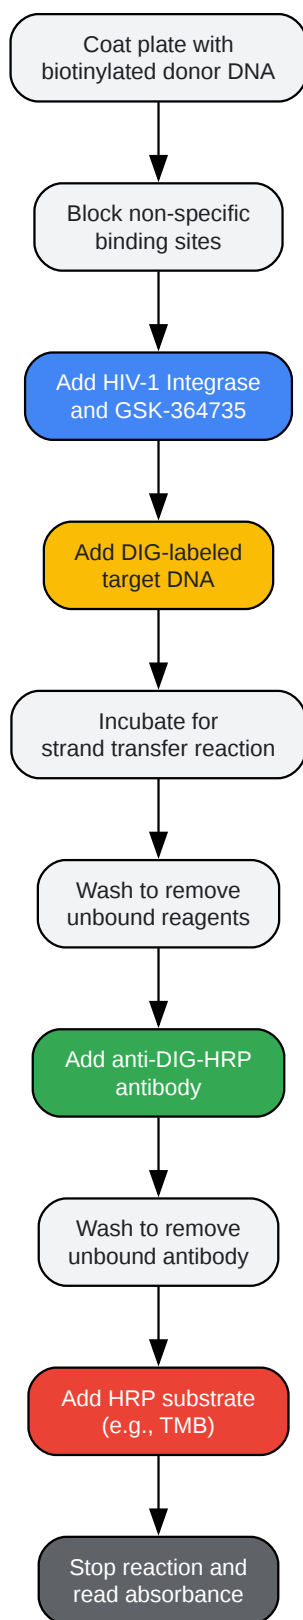 Coat plate with
biotinylated donor DNA
Block non-specific
binding sites
Add HIV-1 Integrase
and GSK-364735
Add DIG-labeled
target DNA
Incubate for
strand transfer reaction
Wash to remove
unbound reagents
Add anti-DIG-HRP
antibody
Wash to remove
unbound antibody
Add HRP substrate
(e.g., TMB)
Stop reaction and
read absorbance